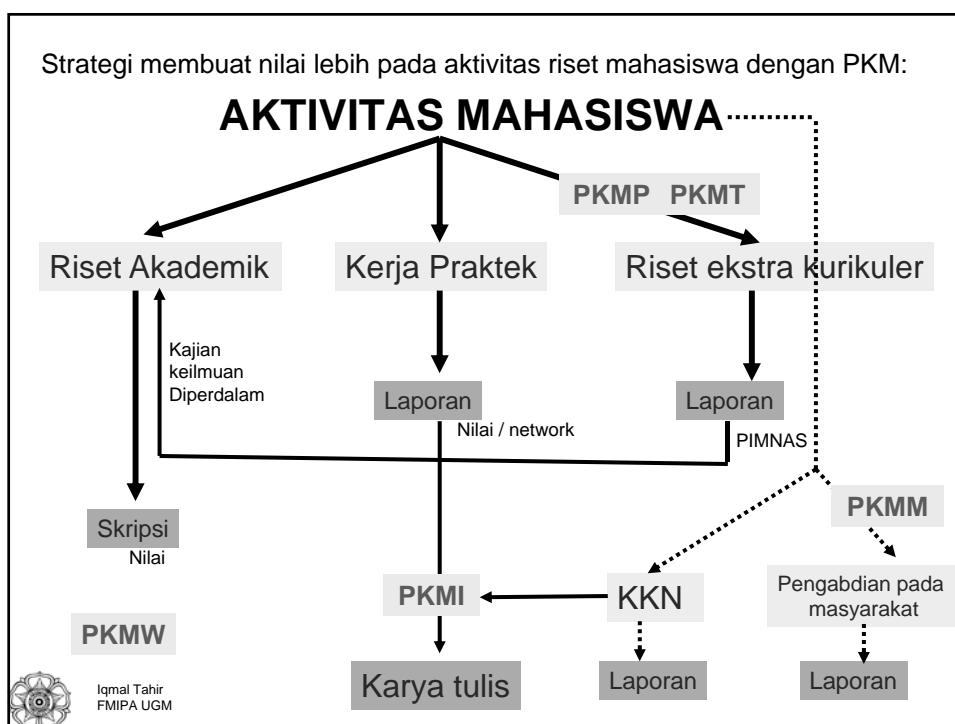 Strategi membuat nilai lebih pada aktivitas riset mahasiswa dengan PKM:
AKTIVITAS MAHASISWA
PKMP PKMT
Riset Akademik
Kerja Praktek
Riset ekstra kurikuler
Kajian
keilmuan
Diperdalam
Laporan
Nilai / network
Laporan
PIMNAS
Skripsi
Nilai
PKMM
PKMI
KKN
Pengabdian pada
masyarakat
PKMW
Karya tulis
Laporan
Laporan
Iqmal Tahir
FMIPA UGM